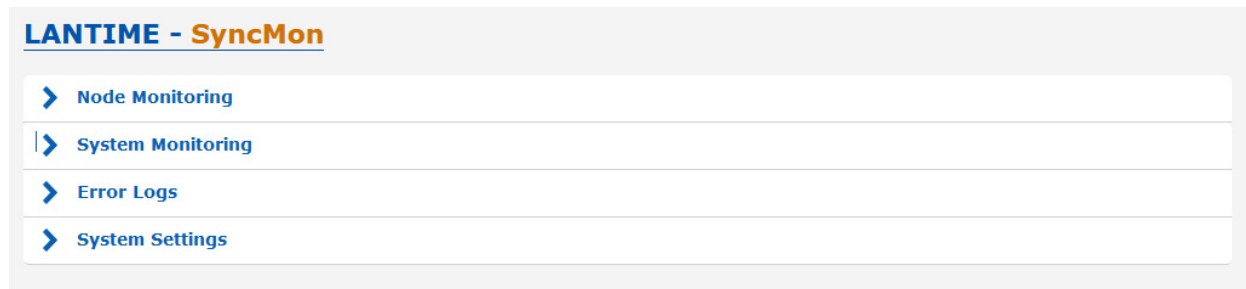 LANTIME - SyncMon
Node Monitoring
System Monitoring
Error Logs
System Settings